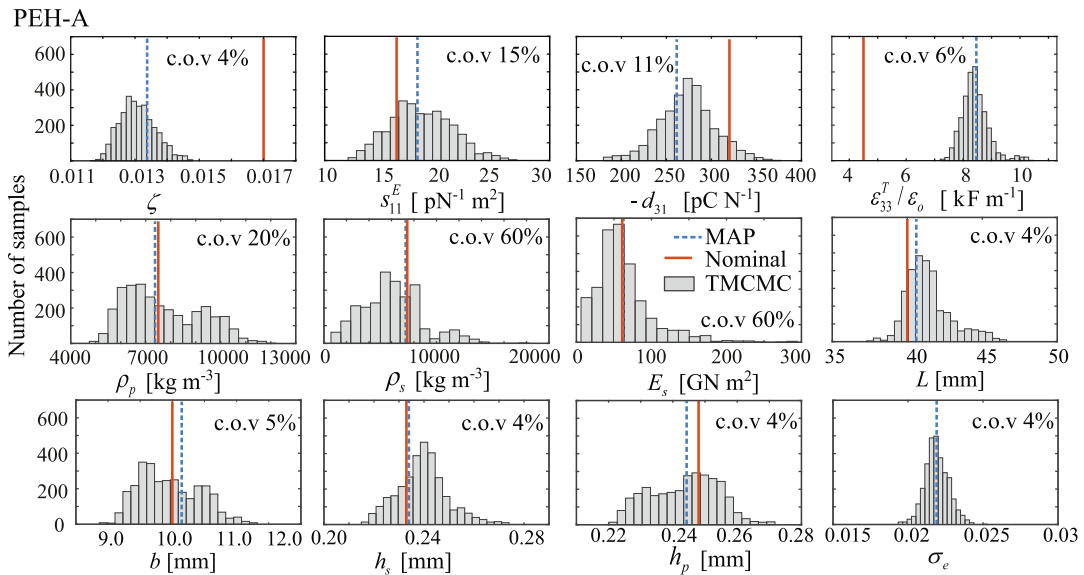 PEH-A
Number of samples
600
400
200
c.o.v 4%
0.011
0.013
0.015
0.017
ζ
c.o.v 15%
10
15
20
25
30
s₁₁ᴱ [pN⁻¹ m²]
c.o.v 11%
150
200
250
300
350
400
-d₃₁ [pC N⁻¹]
c.o.v 6%
4
6
8
10
ε₃₃ᵀ/ε₀ [kF m⁻¹]
600
400
200
c.o.v 20%
4000
7000
10000
13000
ρₚ [kg m⁻³]
c.o.v 60%
0
10000
20000
ρₛ [kg m⁻³]
MAP
Nominal
TMCMC
c.o.v 60%
0
100
200
300
Eₛ [GN m²]
c.o.v 4%
35
40
45
50
L [mm]
600
400
200
0
c.o.v 5%
9.0
10.0
11.0
12.0
b [mm]
c.o.v 4%
0.20
0.24
0.28
hₛ [mm]
c.o.v 4%
0.20
0.22
0.24
0.26
0.28
hₚ [mm]
c.o.v 4%
0.015
0.02
0.025
0.03
σₑ